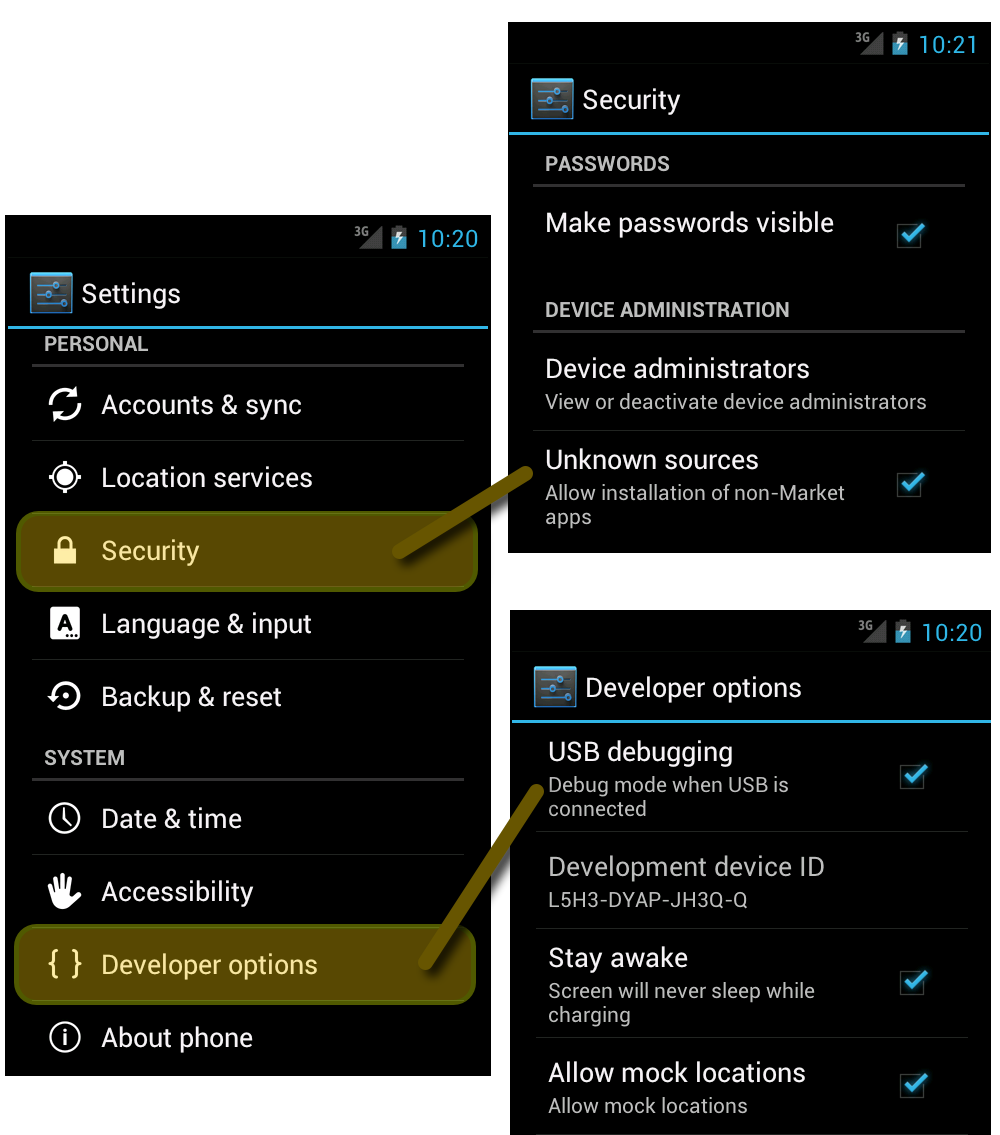 3G 10:20
Settings
PERSONAL
Accounts & sync
Location services
Security
Language & input
Backup & reset
SYSTEM
Date & time
Accessibility
Developer options
About phone
3G 10:21
Security
PASSWORDS
Make passwords visible
DEVICE ADMINISTRATION
Device administrators
View or deactivate device administrators
Unknown sources
Allow installation of non-Market
apps
3G 10:20
Developer options
USB debugging
Debug mode when USB is
connected
Development device ID
L5H3-DYAP-JH3Q-Q
Stay awake
Screen will never sleep while
charging
Allow mock locations
Allow mock locations